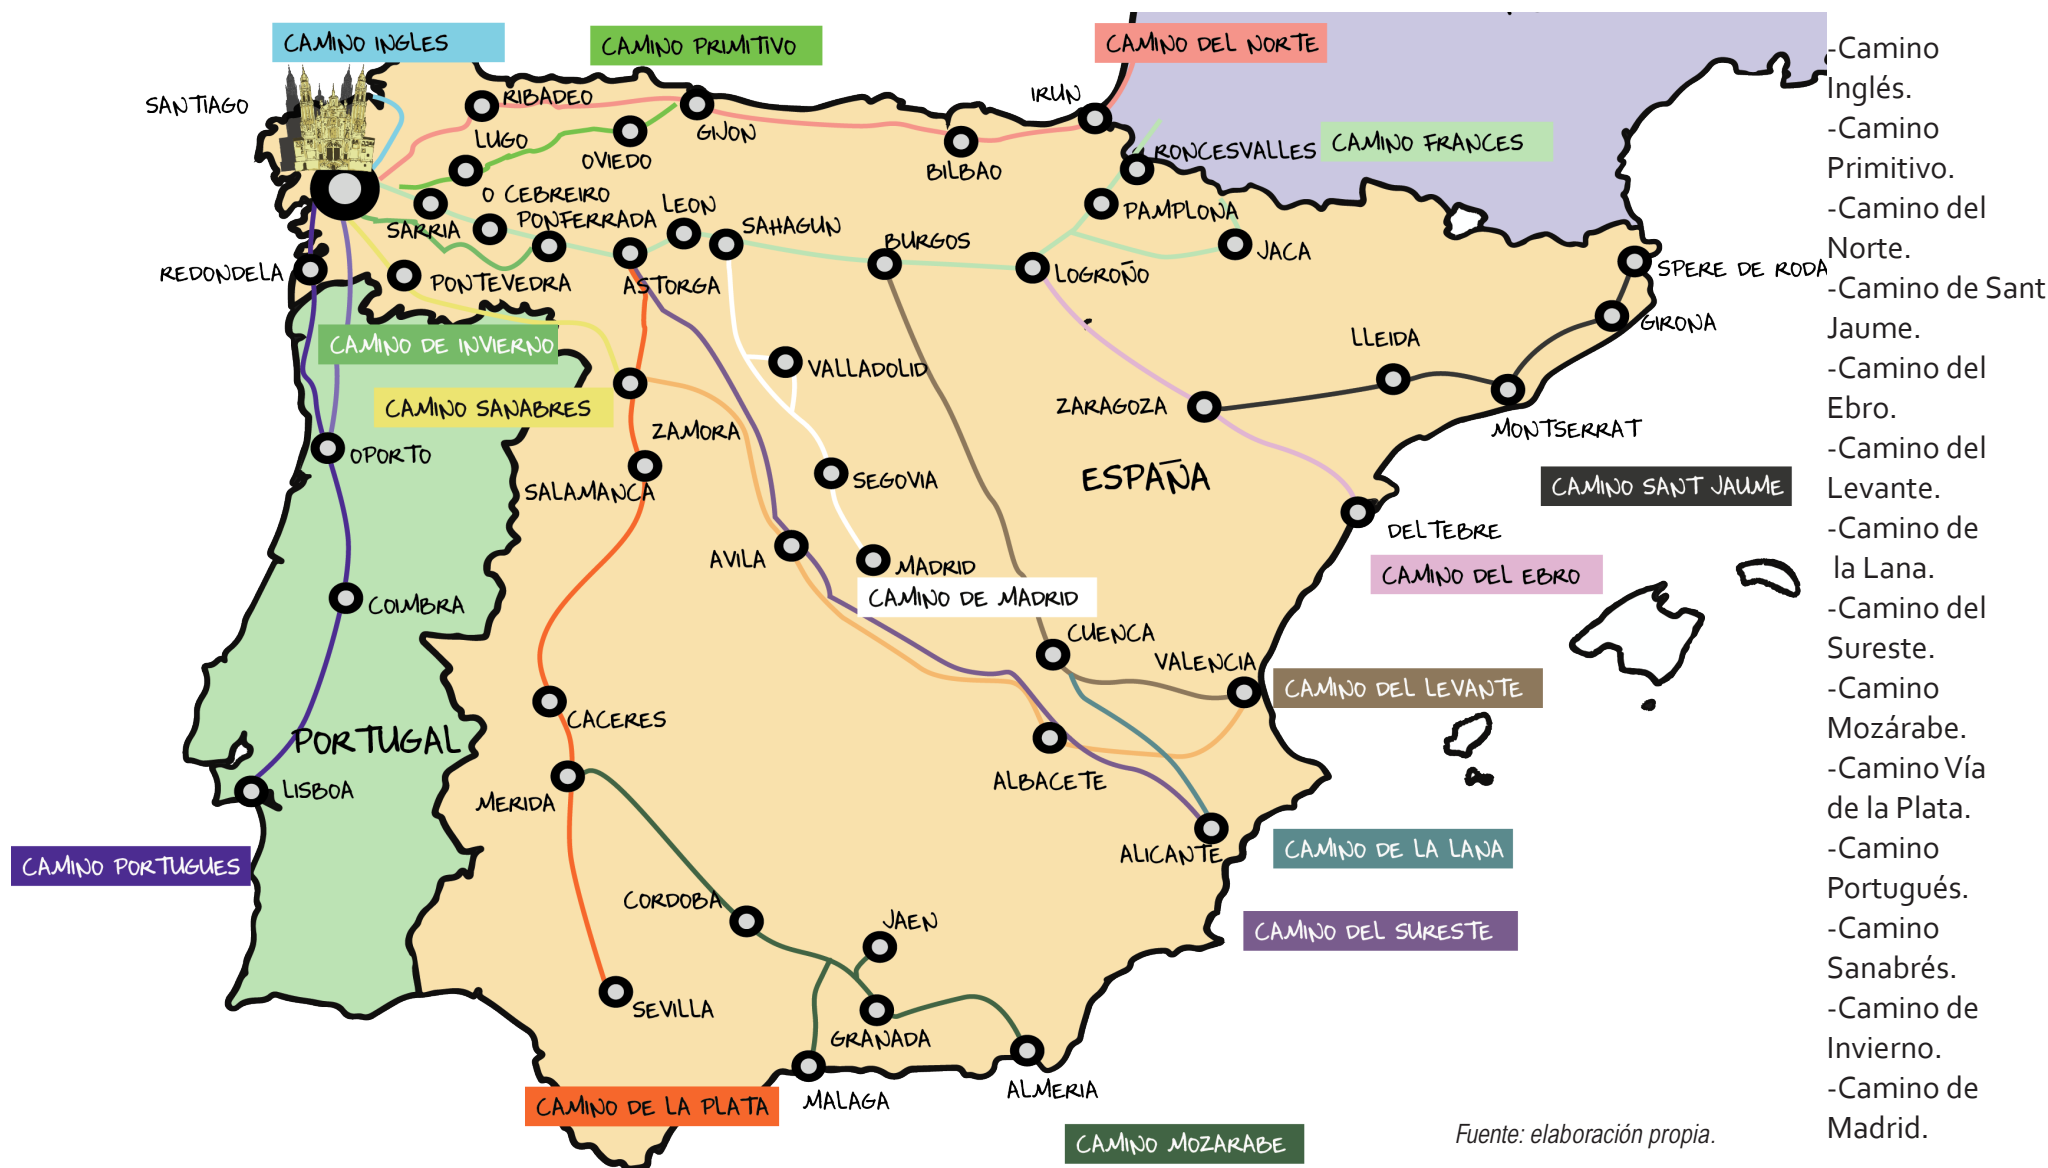 CAMINO INGLES
CAMINO PRIMITIVO
CAMINO DEL NORTE
SANTIAGO
RIBADEO
IRUN
LUGO
GIJON
OVIEDO
BILBAO
RONCESVALLES
CAMINO FRANCES
O CEBREIRO
PONFERRADA
LEON
SAHAGUN
SARRIA
BURGOS
PAMPLONA
JACA
LOGROÑO
REDONDELA
PONTEVEDRA
ASTORGA
SPERE DE RODA
GIRONA
CAMINO DE INVIERNO
VALLADOLID
LLEIDA
CAMINO SANABRES
ZAMORA
ZARAGOZA
MONTSERRAT
OPORTO
SALAMANCA
SEGOVIA
ESPAÑA
CAMINO SANT JAUME
DELTEBRE
AVILA
MADRID
CAMINO DEL EBRO
CAMINO DE MADRID
COIMBRA
CUENCA
VALENCIA
CAMINO DEL LEVANTE
CACERES
PORTUGAL
ALBACETE
LISBOA
MERIDA
ALICANTE
CAMINO DE LA LANA
CAMINO PORTUGUES
CORDOBA
JAEN
CAMINO DEL SURESTE
SEVILLA
GRANADA
ALMERIA
MALAGA
CAMINO DE LA PLATA
CAMINO MOZARABE
Fuente: elaboración propia.
-Camino
Inglés.
-Camino
Primitivo.
-Camino del
Norte.
-Camino de Sant
Jaume.
-Camino del
Ebro.
-Camino del
Levante.
-Camino de
la Lana.
-Camino del
Sureste.
-Camino
Mozárabe.
-Camino Vía
de la Plata.
-Camino
Portugués.
-Camino
Sanabrés.
-Camino de
Invierno.
-Camino de
Madrid.